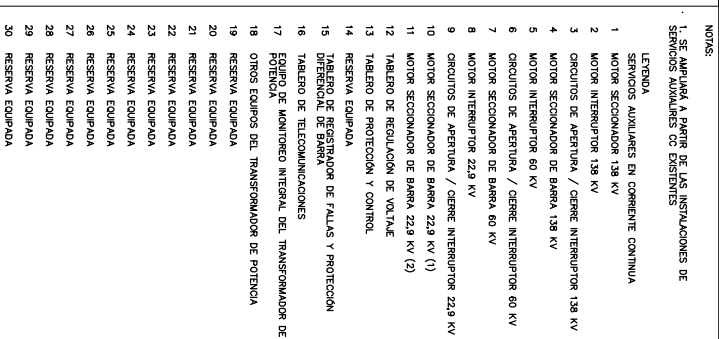 NOTAS:
1. SE AMPLIARÁ A PARTIR DE LAS INSTALACIONES DE
SERVICIOS AUXIALIRES CC EXISTENTES
LEYENDA
SERVICIOS AUXILIARES EN CORRIENTE CONTINUA
1 MOTOR SECCIONADOR 138 KV
2 MOTOR INTERRUPTOR 138 KV
3 CIRCUITOS DE APERTURA / CIERRE INTERRUPTOR 138 KV
4 MOTOR SECCIONADOR DE BARRA 138 KV
5 MOTOR INTERRUPTOR 60 KV
6 CIRCUITOS DE APERTURA / CIERRE INTERRUPTOR 60 KV
7 MOTOR SECCIONADOR DE BARRA 60 KV
8 MOTOR INTERRUPTOR 22,9 KV
9 CIRCUITOS DE APERTURA / CIERRE INTERRUPTOR 22,9 KV
10 MOTOR SECCIONADOR DE BARRA 22,9 KV (1)
11 MOTOR SECCIONADOR DE BARRA 22,9 KV (2)
12 TABLERO DE REGULACIÓN DE VOLTAJE
13 TABLERO DE PROTECCIÓN Y CONTROL
14 RESERVA EQUIPADA
15 TABLERO DE REGISTRADOR DE FALLAS Y PROTECCIÓN
DIFERENCIAL DE BARRA
16 TABLERO DE TELECOMUNICACIONES
17 EQUIPO DE MONITOREO INTEGRAL DEL TRANSFORMADOR DE
POTENCIA
18 OTROS EQUIPOS DEL TRANSFORMADOR DE POTENCIA
19 RESERVA EQUIPADA
20 RESERVA EQUIPADA
21 RESERVA EQUIPADA
22 RESERVA EQUIPADA
23 RESERVA EQUIPADA
24 RESERVA EQUIPADA
25 RESERVA EQUIPADA
26 RESERVA EQUIPADA
27 RESERVA EQUIPADA
28 RESERVA EQUIPADA
29 RESERVA EQUIPADA
30 RESERVA EQUIPADA